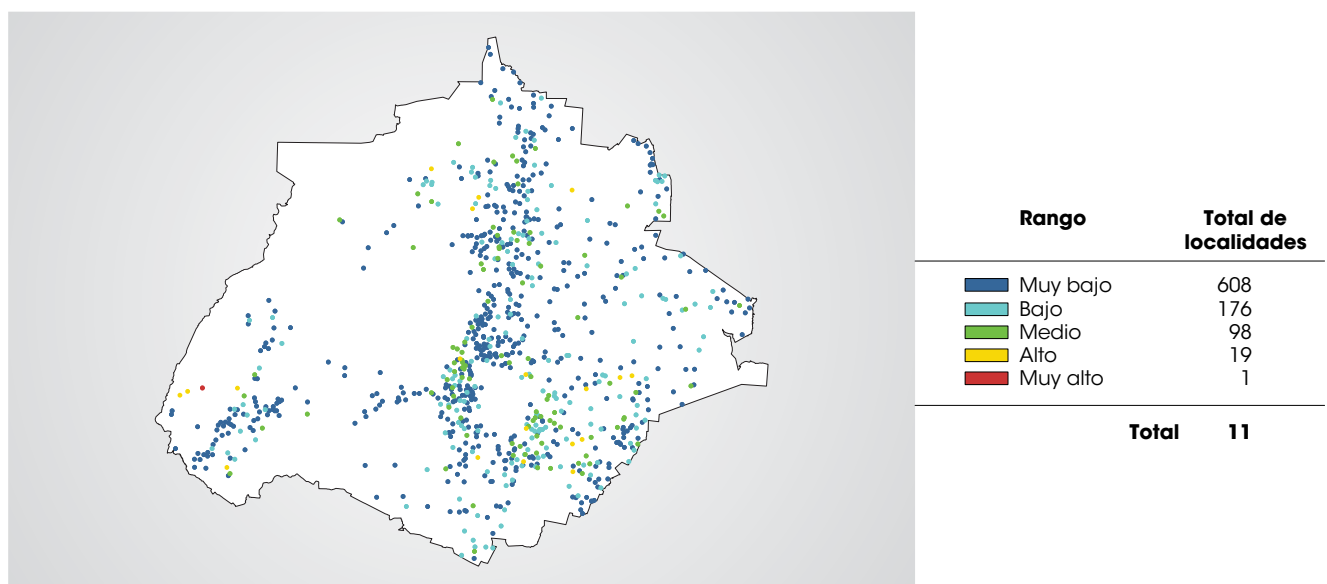 Rango Total de
localidades
Muy bajo 608
Bajo 176
Medio 98
Alto 19
Muy alto 1
Total 11